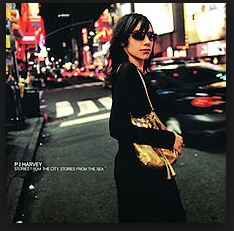 PJ HARVEY
STORIES FROM THE CITY, STORIES FROM THE SEA